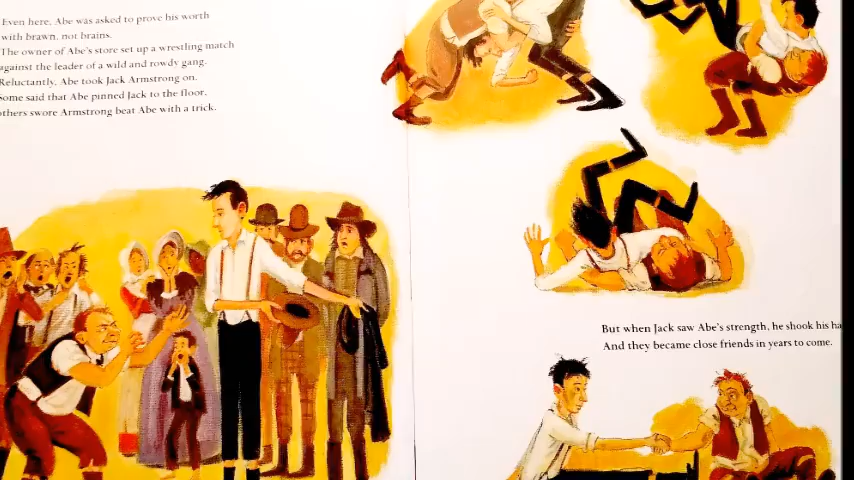 Even here, Abe was asked to prove his worth
with brawn, not brains.
The owner of Abe's store set up a wrestling match
against the leader of a wild and rowdy gang.
Reluctantly, Abe took Jack Armstrong on.
Some said that Abe pinned Jack to the floor,
others swore Armstrong beat Abe with a trick.
But when Jack saw Abe's strength, he shook his
And they became close friends in years to come.